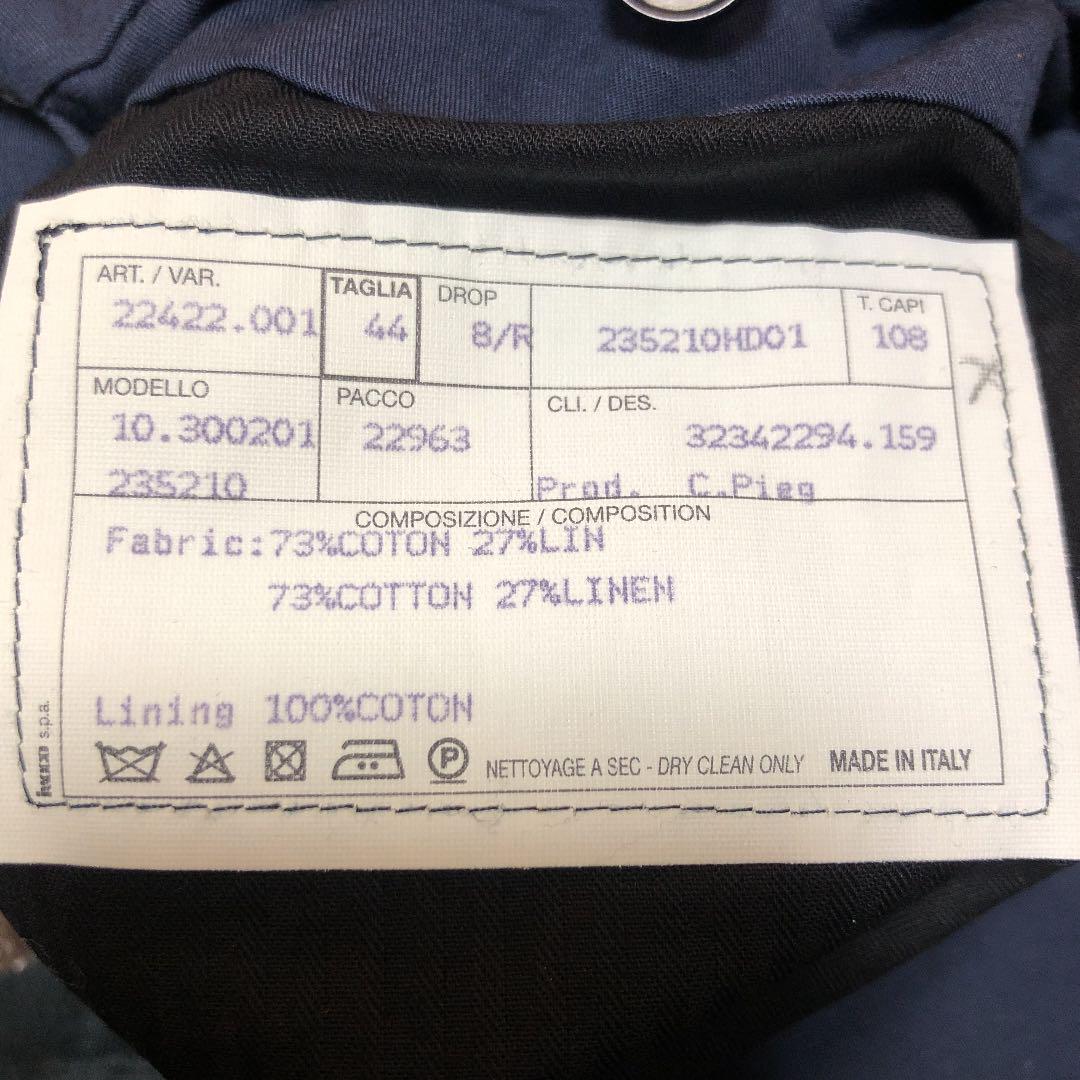 ART. / VAR. TAGLIA DROP T. CAPI
22422.001 44 8/R 235210HD01 108
MODELLO PACCO CLI. / DES.
10.300201 22963 32342294.159
235210 Prod. C.Pieg
COMPOSIZIONE / COMPOSITION
Fabric:73%COTON 27%LIN
73%COTTON 27%LINEN
Lining 100%COTON
P NETTOYAGE A SEC - DRY CLEAN ONLY MADE IN ITALY
s.p.a.
7